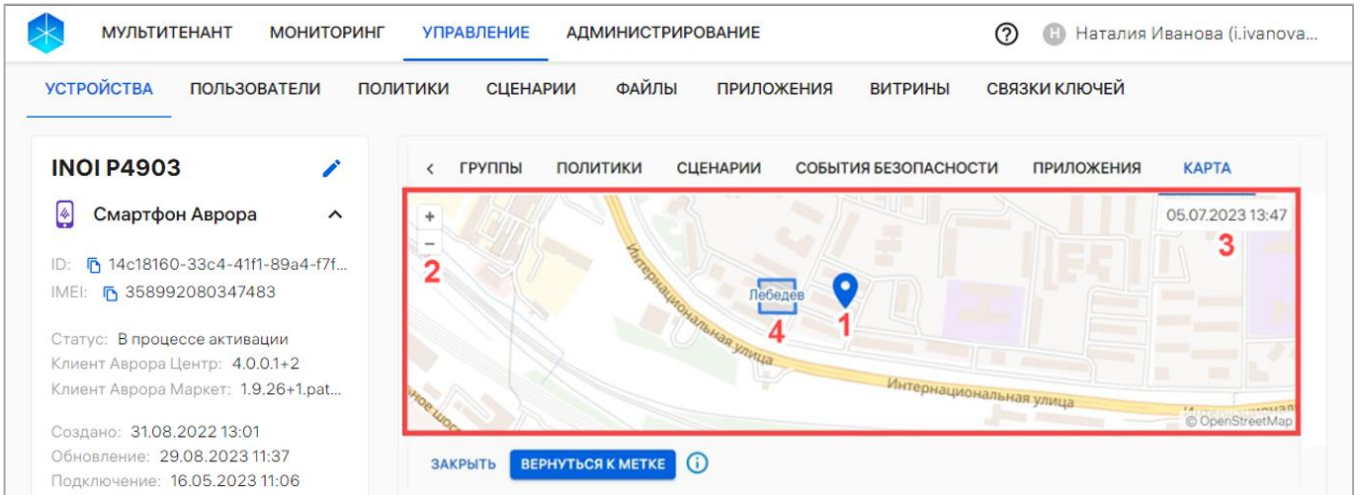 МУЛЬТИТЕНАНТ МОНИТОРИНГ УПРАВЛЕНИЕ АДМИНИСТРИРОВАНИЕ ? Н Наталия Иванова (i.ivanova...
УСТРОЙСТВА ПОЛЬЗОВАТЕЛИ ПОЛИТИКИ СЦЕНАРИИ ФАЙЛЫ ПРИЛОЖЕНИЯ ВИТРИНЫ СВЯЗКИ КЛЮЧЕЙ
INOI P4903
Смартфон Аврора
ID: 14c18160-33c4-41f1-89a4-f7f...
IMEI: 358992080347483
Статус: В процессе активации
Клиент Аврора Центр: 4.0.0.1+2
Клиент Аврора Маркет: 1.9.26+1.pat...
Создано: 31.08.2022 13:01
Обновление: 29.08.2023 11:37
Подключение: 16.05.2023 11:06
< ГРУППЫ ПОЛИТИКИ СЦЕНАРИИ СОБЫТИЯ БЕЗОПАСНОСТИ ПРИЛОЖЕНИЯ КАРТА
+
−
2
05.07.2023 13:47
3
Лебедев
4
1
Интернациональная улица
Интернациональная улица
© OpenStreetMap
ЗАКРЫТЬ ВЕРНУТЬСЯ К МЕТКЕ i